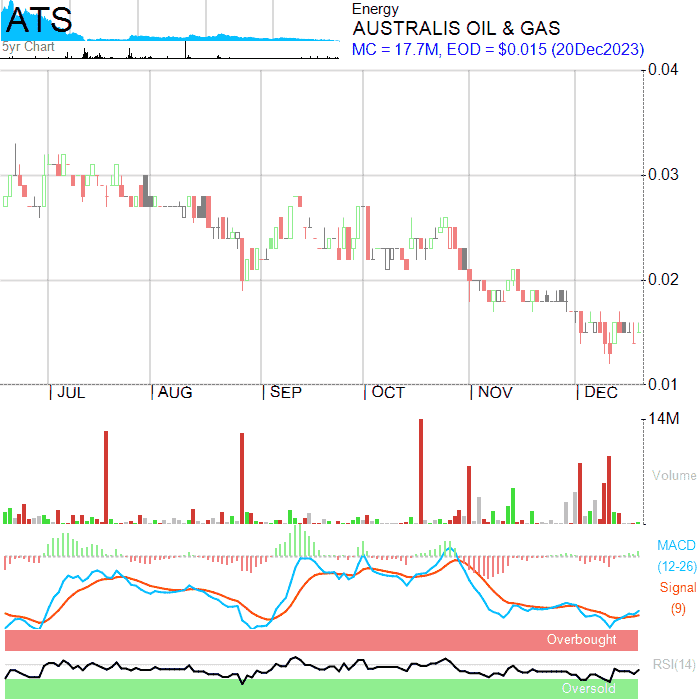 ATS
5yr Chart
Energy
AUSTRALIS OIL & GAS
MC = 17.7M, EOD = $0.015 (20Dec2023)
0.04
0.03
0.02
0.01
JUL AUG SEP OCT NOV DEC
14M
Volume
MACD
(12-26)
Signal
(9)
Overbought
RSI(14)
Oversold